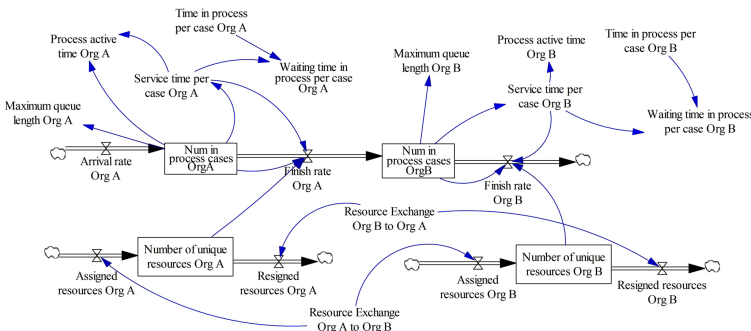 Time in process
per case Org A
Process active
time Org A
Service time per
case Org A
Waiting time in
process per case
Org A
Maximum queue
length Org A
Arrival rate
Org A
Num in
process cases
OrgA
Finish rate
Org A
Maximum queue
length Org B
Process active time
Org B
Time in process per
case Org B
Service time
per case Org B
Waiting time in process
per case Org B
Num in
process cases
OrgB
Finish rate
Org B
Resource Exchange
Org B to Org A
Number of unique
resources Org A
Assigned
resources Org A
Resigned
resources Org A
Number of unique
resources Org B
Assigned
resources Org B
Resigned resources
Org B
Resource Exchange
Org A to Org B